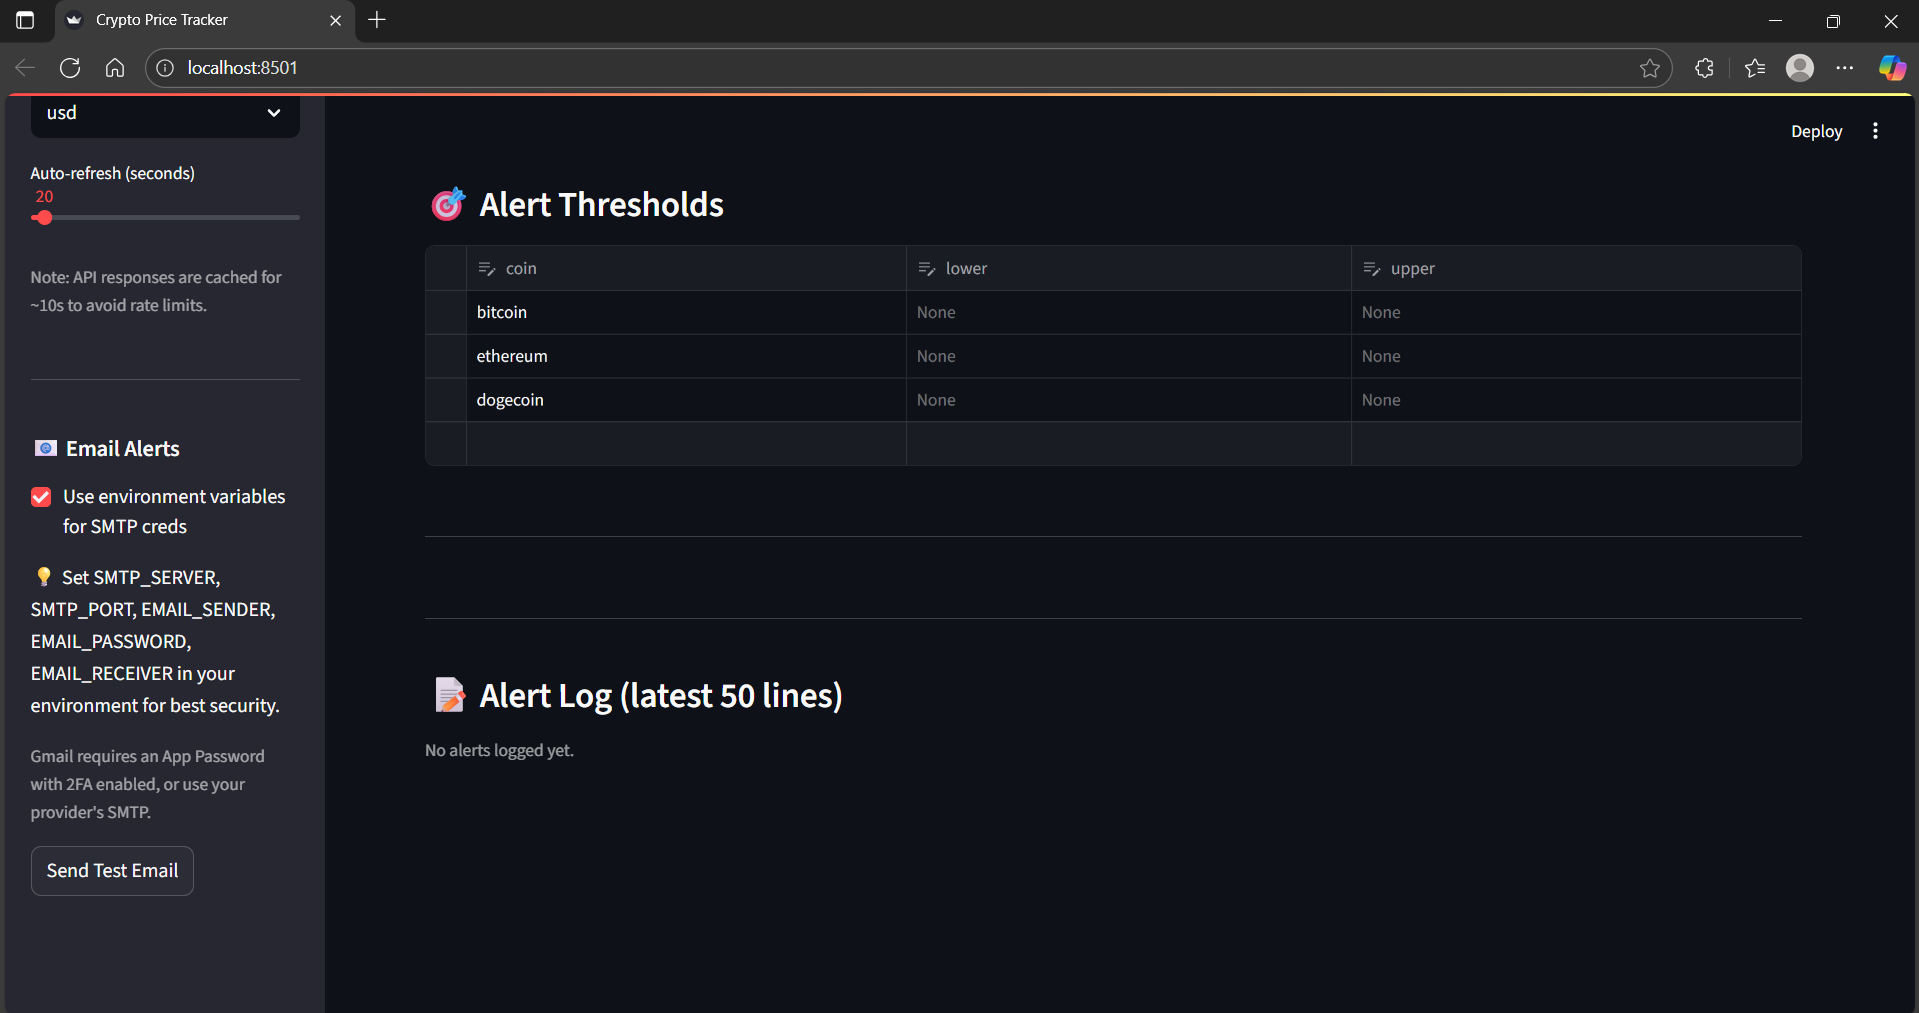 Crypto Price Tracker
localhost:8501
usd
Auto-refresh (seconds)
20
Note: API responses are cached for
~10s to avoid rate limits.
Email Alerts
Use environment variables
for SMTP creds
💡 Set SMTP_SERVER,
SMTP_PORT, EMAIL_SENDER,
EMAIL_PASSWORD,
EMAIL_RECEIVER in your
environment for best security.
Gmail requires an App Password
with 2FA enabled, or use your
provider's SMTP.
Send Test Email
Deploy
🎯 Alert Thresholds
coin lower upper
bitcoin None None
ethereum None None
dogecoin None None
📝 Alert Log (latest 50 lines)
No alerts logged yet.